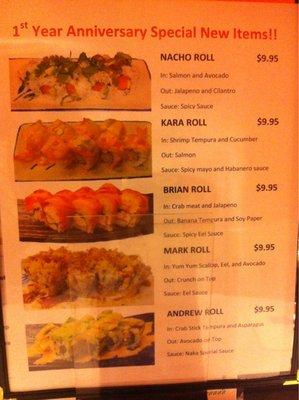 1st Year Anniversary Special New Items!!
NACHO ROLL $9.95
In: Salmon and Avocado
Out: Jalapeno and Cilantro
Sauce: Spicy Sauce
KARA ROLL $9.95
In: Shrimp Tempura and Cucumber
Out: Salmon
Sauce: Spicy mayo and Habanero sauce
BRIAN ROLL $9.95
In: Crab meat and Jalapeno
Out: Banana Tempura and Soy Paper
Sauce: Spicy Eel Sauce
MARK ROLL $9.95
In: Yum Yum Scallop, Eel, and Avocado
Out: Crunch on Top
Sauce: Eel Sauce
ANDREW ROLL $9.95
In: Crab Stick Tempura and Asparagus
Out: Avocado on Top
Sauce: Naka Special Sauce